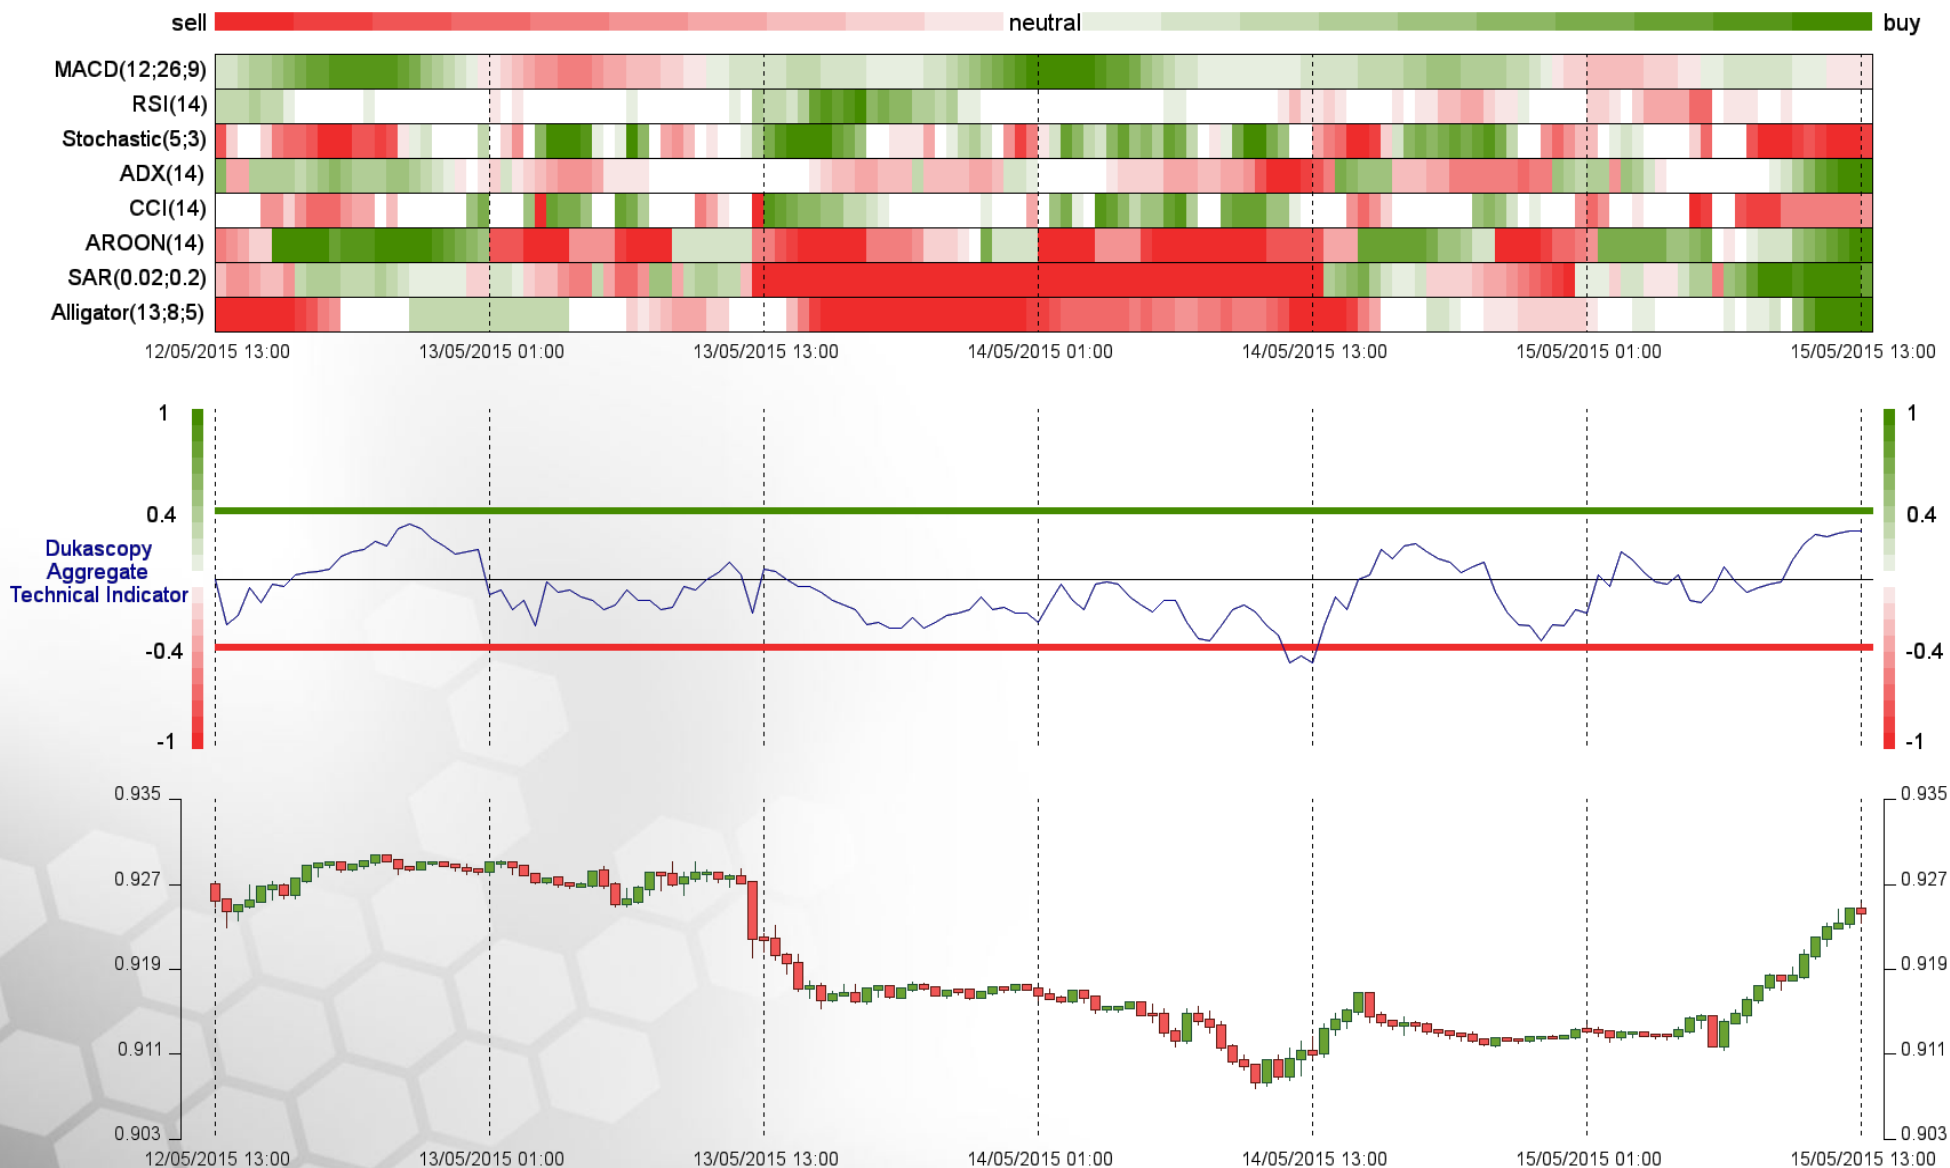 sell neutral buy
MACD(12;26;9)
RSI(14)
Stochastic(5;3)
ADX(14)
CCI(14)
AROON(14)
SAR(0.02;0.2)
Alligator(13;8;5)
12/05/2015 13:00 13/05/2015 01:00 13/05/2015 13:00 14/05/2015 01:00 14/05/2015 13:00 15/05/2015 01:00 15/05/2015 13:00
1 1
0.4 0.4
Dukascopy
Aggregate
Technical Indicator
-0.4 -0.4
-1 -1
0.935 0.935
0.927 0.927
0.919 0.919
0.911 0.911
0.903 0.903
12/05/2015 13:00 13/05/2015 01:00 13/05/2015 13:00 14/05/2015 01:00 14/05/2015 13:00 15/05/2015 01:00 15/05/2015 13:00